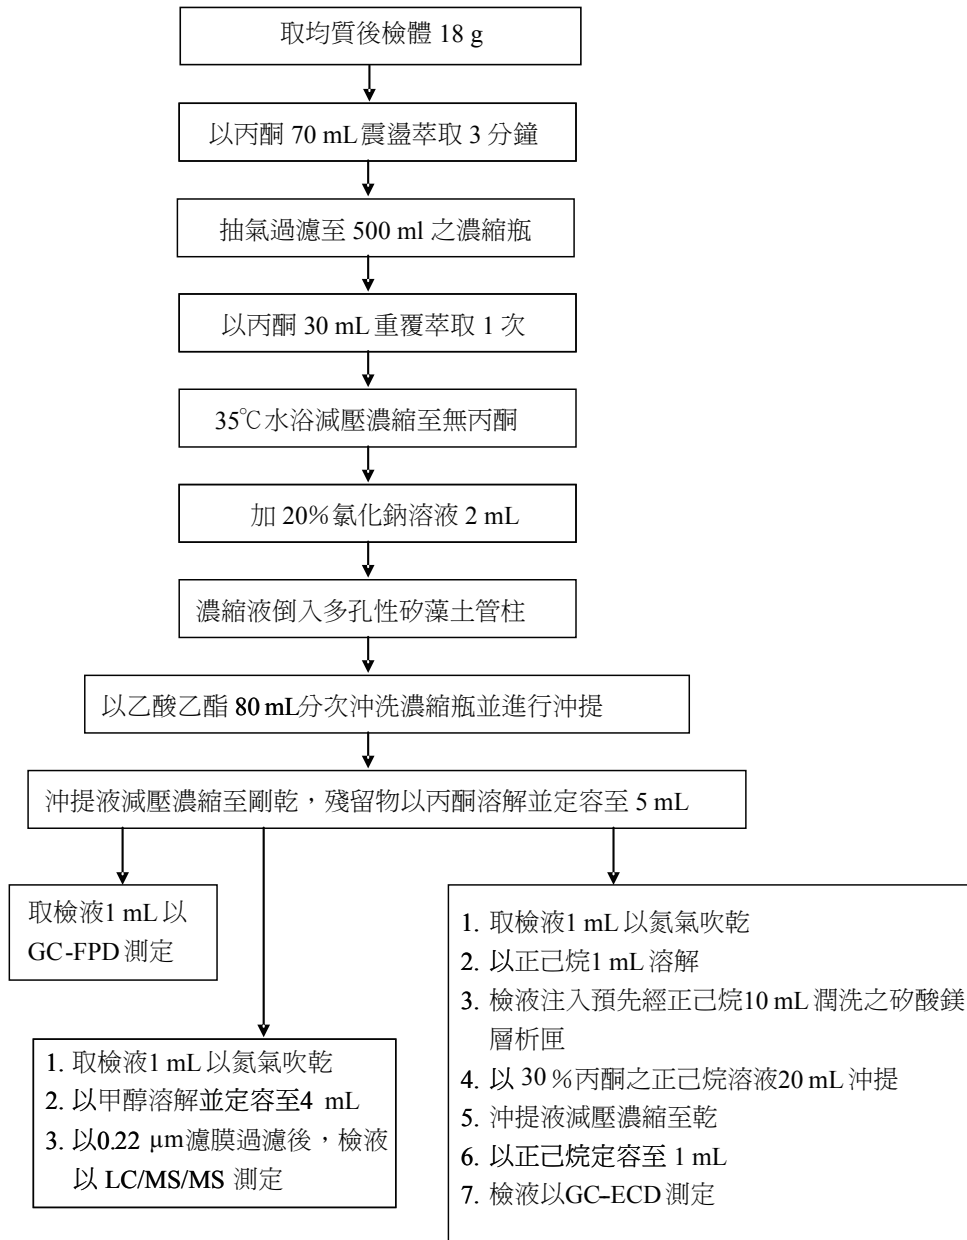 取均質後檢體 18 g
以丙酮 70 mL 震盪萃取 3 分鐘
抽氣過濾至 500 ml 之濃縮瓶
以丙酮 30 mL 重覆萃取 1 次
35℃水浴減壓濃縮至無丙酮
加 20%氯化鈉溶液 2 mL
濃縮液倒入多孔性矽藻土管柱
以乙酸乙酯 80 mL分次沖洗濃縮瓶並進行沖提
沖提液減壓濃縮至剛乾，殘留物以丙酮溶解並定容至 5 mL
取檢液1 mL 以
GC-FPD 測定
1. 取檢液1 mL 以氮氣吹乾
2. 以甲醇溶解並定容至4 mL
3. 以0.22 μm濾膜過濾後，檢液
以 LC/MS/MS 測定
1. 取檢液1 mL 以氮氣吹乾
2. 以正己烷1 mL 溶解
3. 檢液注入預先經正己烷10 mL 潤洗之矽酸鎂
層析匣
4. 以 30％丙酮之正己烷溶液20 mL 沖提
5. 沖提液減壓濃縮至乾
6. 以正己烷定容至 1 mL
7. 檢液以GC-ECD 測定